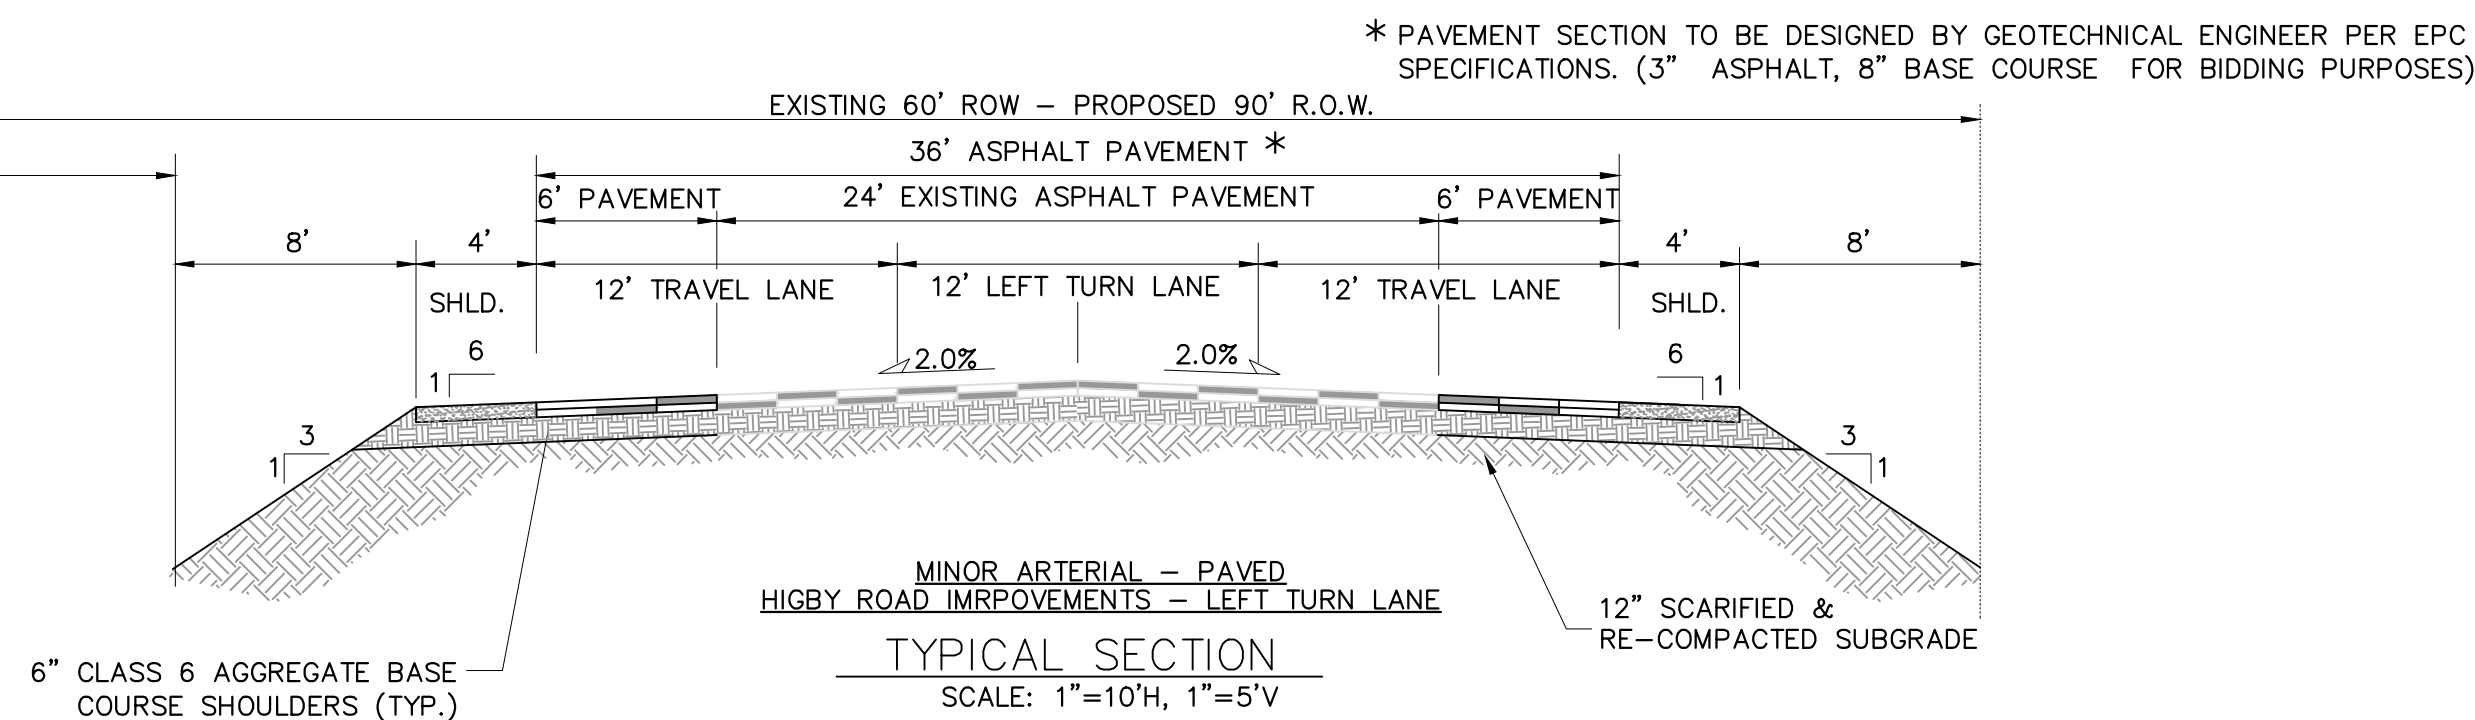 * PAVEMENT SECTION TO BE DESIGNED BY GEOTECHNICAL ENGINEER PER EPC
SPECIFICATIONS. (3" ASPHALT, 8" BASE COURSE FOR BIDDING PURPOSES)
EXISTING 60' ROW – PROPOSED 90' R.O.W.
36' ASPHALT PAVEMENT *
6' PAVEMENT 24' EXISTING ASPHALT PAVEMENT 6' PAVEMENT
8' 4' 4' 8'
12' TRAVEL LANE 12' LEFT TURN LANE 12' TRAVEL LANE
SHLD. SHLD.
6 2.0% 2.0% 6
1 1
3 3
1 1
MINOR ARTERIAL – PAVED
HIGBY ROAD IMRPOVEMENTS – LEFT TURN LANE
12" SCARIFIED &
RE–COMPACTED SUBGRADE
TYPICAL SECTION
SCALE: 1"=10'H, 1"=5'V
6" CLASS 6 AGGREGATE BASE
COURSE SHOULDERS (TYP.)